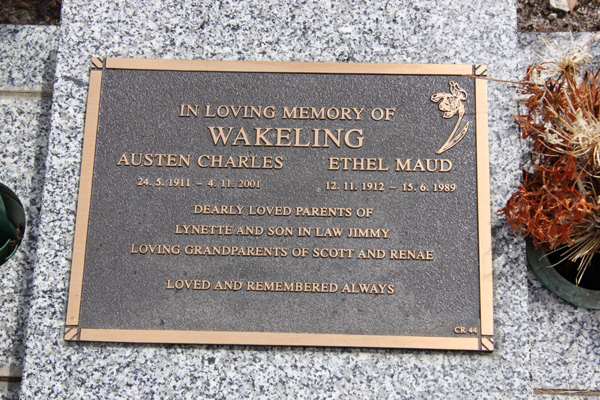 IN LOVING MEMORY OF
WAKELING
AUSTEN CHARLES ETHEL MAUD
24. 5. 1911 - 4. 11. 2001 12. 11. 1912 - 15. 6. 1989
DEARLY LOVED PARENTS OF
LYNETTE AND SON IN LAW JIMMY
LOVING GRANDPARENTS OF SCOTT AND RENAE
LOVED AND REMEMBERED ALWAYS
CR 44